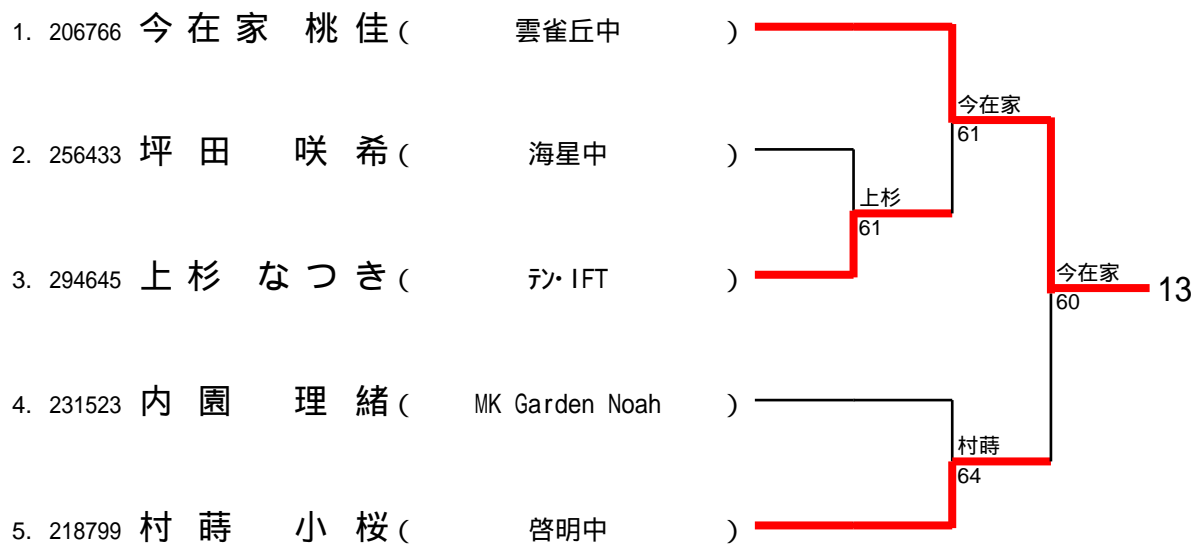 1. 206766 今在家 桃佳( 雲雀丘中 )
今在家
61
2. 256433 坪田 咲希( 海星中 )
上杉
61
3. 294645 上杉 なつき( テン・IFT )
今在家
60
13
4. 231523 内園 理緒( MK Garden Noah )
村蒔
64
5. 218799 村蒔 小桜( 啓明中 )